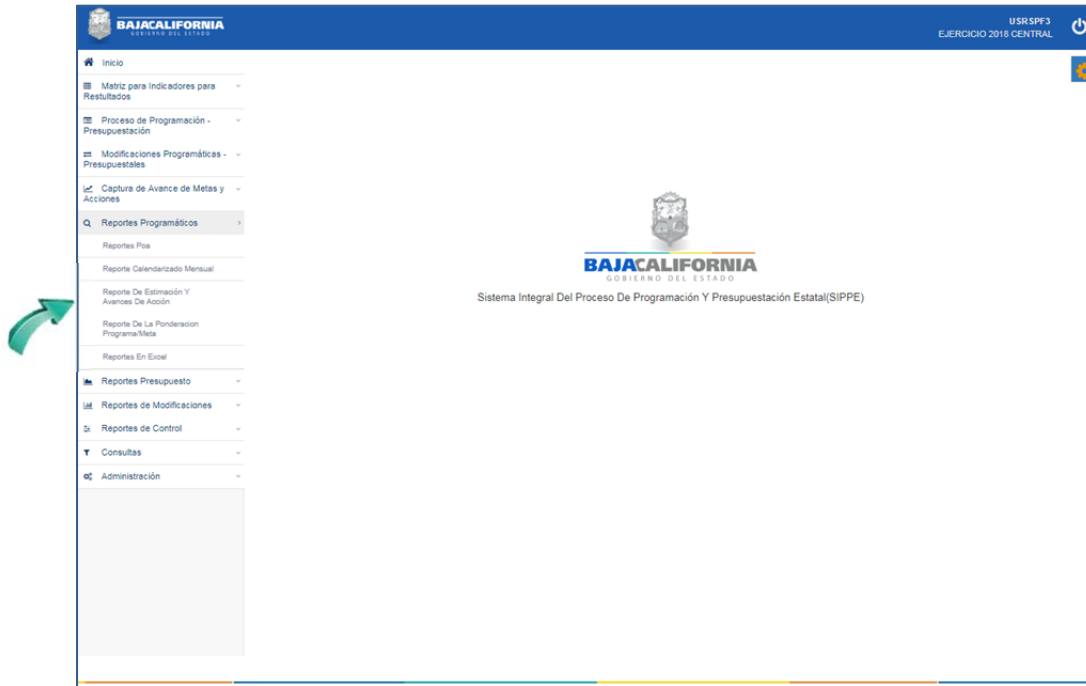 BAJACALIFORNIA
GOBIERNO DEL ESTADO
USRSPF3
EJERCICIO 2018 CENTRAL
Inicio
Matriz para Indicadores para
Restultados
Proceso de Programación -
Presupuestación
Modificaciones Programáticas -
Presupuestales
Captura de Avance de Metas y
Acciones
Reportes Programáticos
Reportes Poa
Reporte Calendarizado Mensual
Reporte De Estimación Y
Avances De Acción
Reporte De La Ponderacion
Programa/Meta
Reportes En Excel
Reportes Presupuesto
Reportes de Modificaciones
Reportes de Control
Consultas
Administración
BAJACALIFORNIA
GOBIERNO DEL ESTADO
Sistema Integral Del Proceso De Programación Y Presupuestación Estatal(SIPPE)